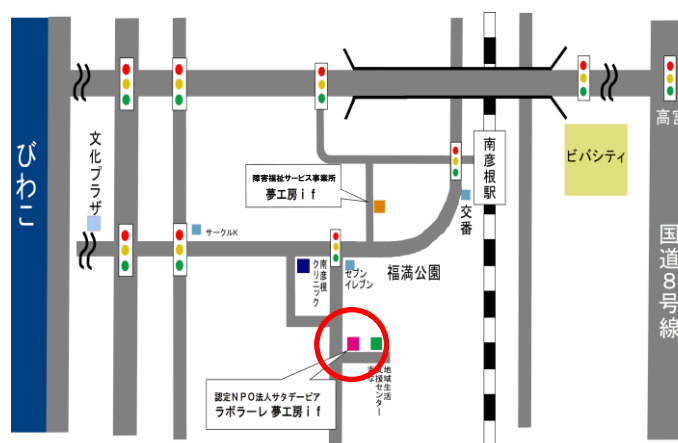 びわこ
文化プラザ
サークルK
障害福祉サービス事業所
夢工房ｉｆ
南彦根駅
交番
ビバシティ
高宮
国道８号線
南彦根
クリニック
セブン
イレブン
福満公園
地域生活
支援センター
認定ＮＰＯ法人サタデーピア
ラボラーレ 夢工房ｉｆ